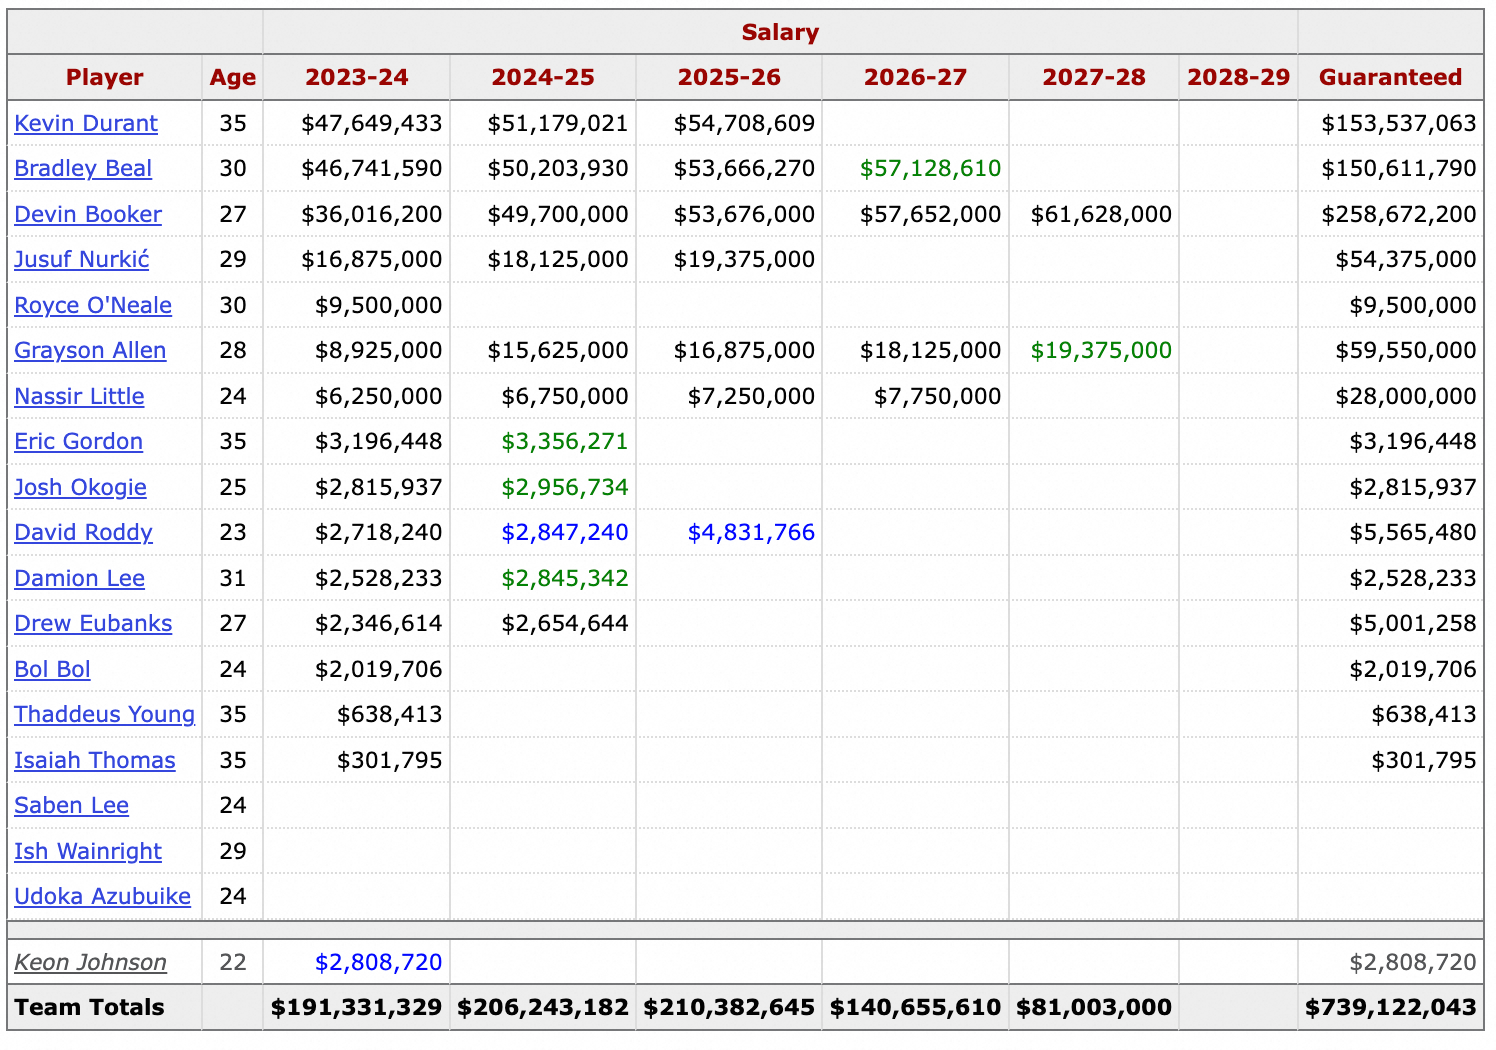 Salary
Player Age 2023-24 2024-25 2025-26 2026-27 2027-28 2028-29 Guaranteed
Kevin Durant 35 $47,649,433 $51,179,021 $54,708,609 $153,537,063
Bradley Beal 30 $46,741,590 $50,203,930 $53,666,270 $57,128,610 $150,611,790
Devin Booker 27 $36,016,200 $49,700,000 $53,676,000 $57,652,000 $61,628,000 $258,672,200
Jusuf Nurkić 29 $16,875,000 $18,125,000 $19,375,000 $54,375,000
Royce O'Neale 30 $9,500,000 $9,500,000
Grayson Allen 28 $8,925,000 $15,625,000 $16,875,000 $18,125,000 $19,375,000 $59,550,000
Nassir Little 24 $6,250,000 $6,750,000 $7,250,000 $7,750,000 $28,000,000
Eric Gordon 35 $3,196,448 $3,356,271 $3,196,448
Josh Okogie 25 $2,815,937 $2,956,734 $2,815,937
David Roddy 23 $2,718,240 $2,847,240 $4,831,766 $5,565,480
Damion Lee 31 $2,528,233 $2,845,342 $2,528,233
Drew Eubanks 27 $2,346,614 $2,654,644 $5,001,258
Bol Bol 24 $2,019,706 $2,019,706
Thaddeus Young 35 $638,413 $638,413
Isaiah Thomas 35 $301,795 $301,795
Saben Lee 24
Ish Wainright 29
Udoka Azubuike 24
Keon Johnson 22 $2,808,720 $2,808,720
Team Totals $191,331,329 $206,243,182 $210,382,645 $140,655,610 $81,003,000 $739,122,043